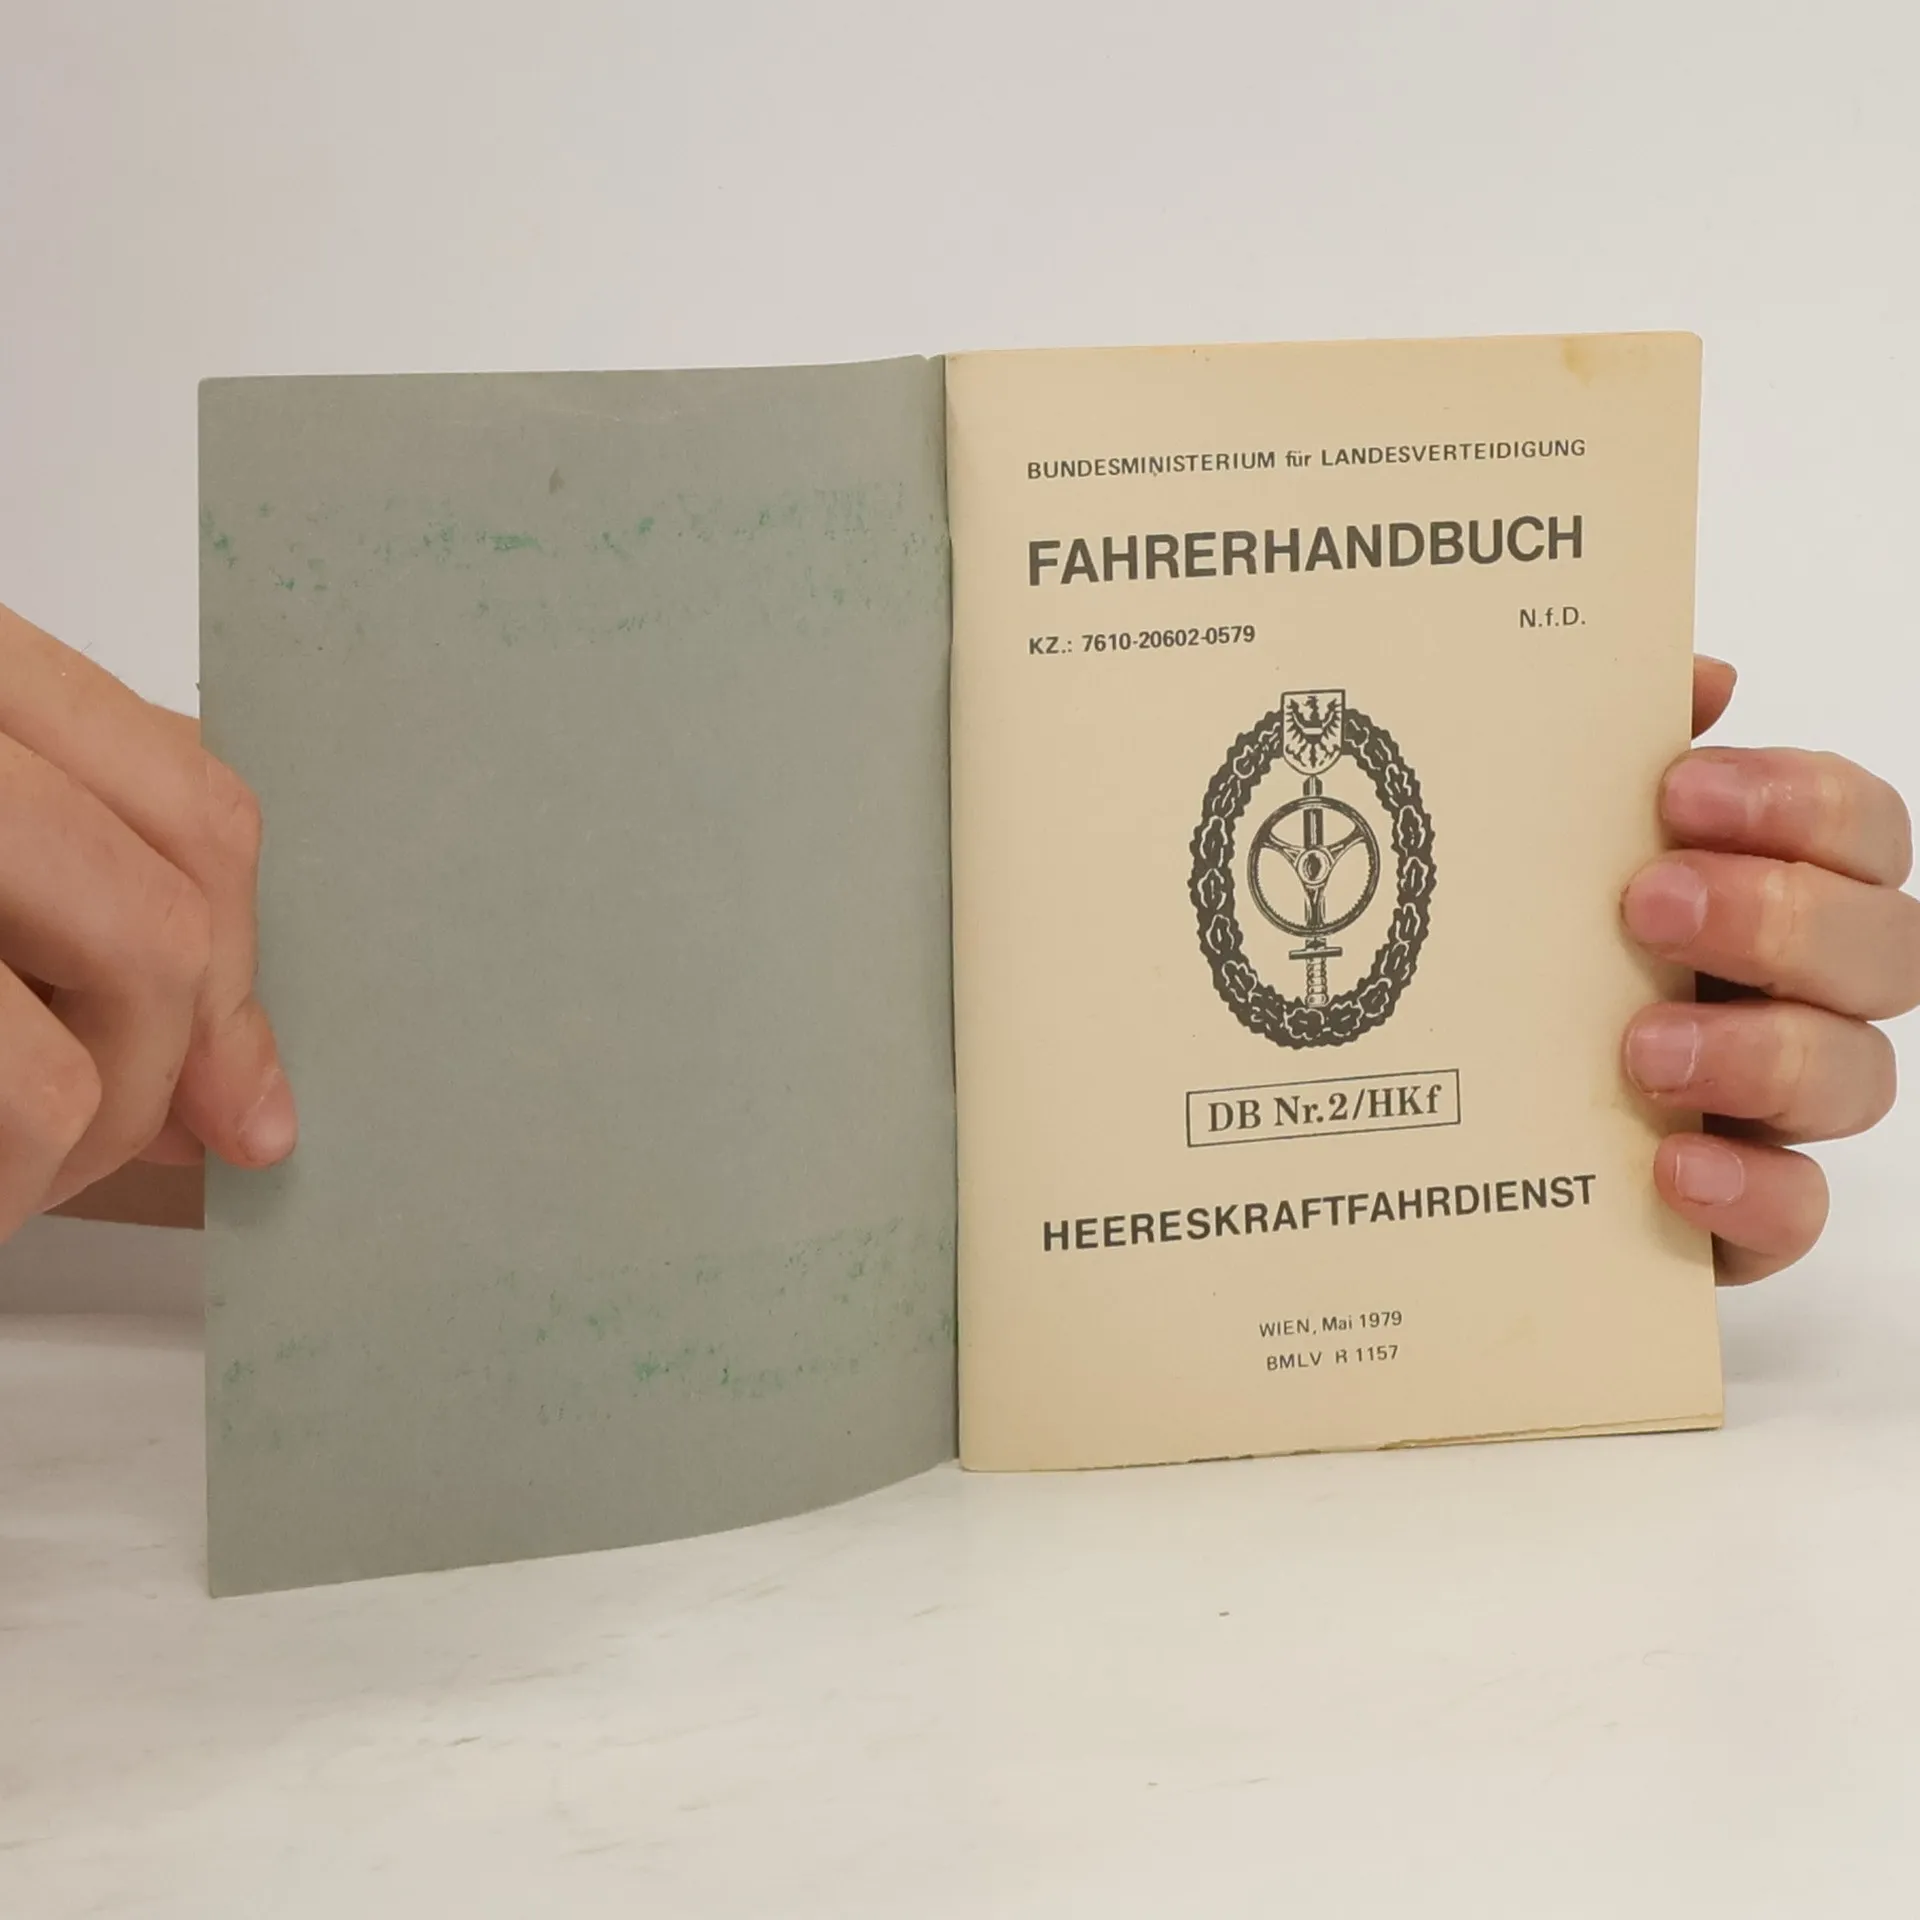 BUNDESMINISTERIUM für LANDESVERTEIDIGUNG
FAHRERHANDBUCH
N.f.D.
KZ.: 7610-20602-0579
DB Nr.2/HKf
HEERESKRAFTFAHRDIENST
WIEN, Mai 1979
BMLV R 1157